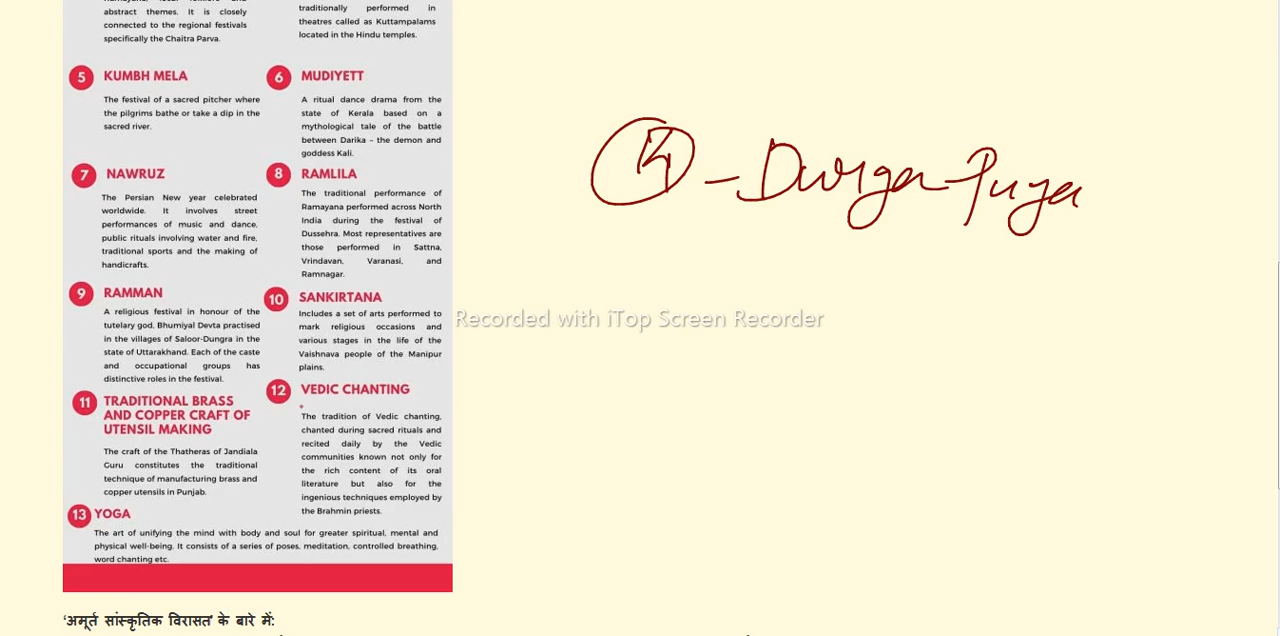 abstract themes. It is closely
connected to the regional festivals
specifically the Chaitra Parva.
traditionally performed in
theatres called as Kuttampalams
located in the Hindu temples.
5 KUMBH MELA
The festival of a sacred pitcher where
the pilgrims bathe or take a dip in the
sacred river.
6 MUDIYETT
A ritual dance drama from the
state of Kerala based on a
mythological tale of the battle
between Darika – the demon and
goddess Kali.
7 NAWRUZ
The Persian New year celebrated
worldwide. It involves street
performances of music and dance,
public rituals involving water and fire,
traditional sports and the making of
handicrafts.
8 RAMLILA
The traditional performance of
Ramayana performed across North
India during the festival of
Dussehra. Most representatives are
those performed in Sattna,
Vrindavan, Varanasi, and
Ramnagar.
9 RAMMAN
A religious festival in honour of the
tutelary god, Bhumiyal Devta practised
in the villages of Saloor-Dungra in the
state of Uttarakhand. Each of the caste
and occupational groups has
distinctive roles in the festival.
10 SANKIRTANA
Includes a set of arts performed to
mark religious occasions and
various stages in the life of the
Vaishnava people of the Manipur
plains.
11 TRADITIONAL BRASS
AND COPPER CRAFT OF
UTENSIL MAKING
The craft of the Thatheras of Jandiala
Guru constitutes the traditional
technique of manufacturing brass and
copper utensils in Punjab.
12 VEDIC CHANTING
The tradition of Vedic chanting,
chanted during sacred rituals and
recited daily by the Vedic
communities known not only for
the rich content of its oral
literature but also for the
ingenious techniques employed by
the Brahmin priests.
13 YOGA
The art of unifying the mind with body and soul for greater spiritual, mental and
physical well-being. It consists of a series of poses, meditation, controlled breathing,
word chanting etc.
- Durga Puja
Recorded with iTop Screen Recorder
'अमूर्त सांस्कृतिक विरासत' के बारे में: